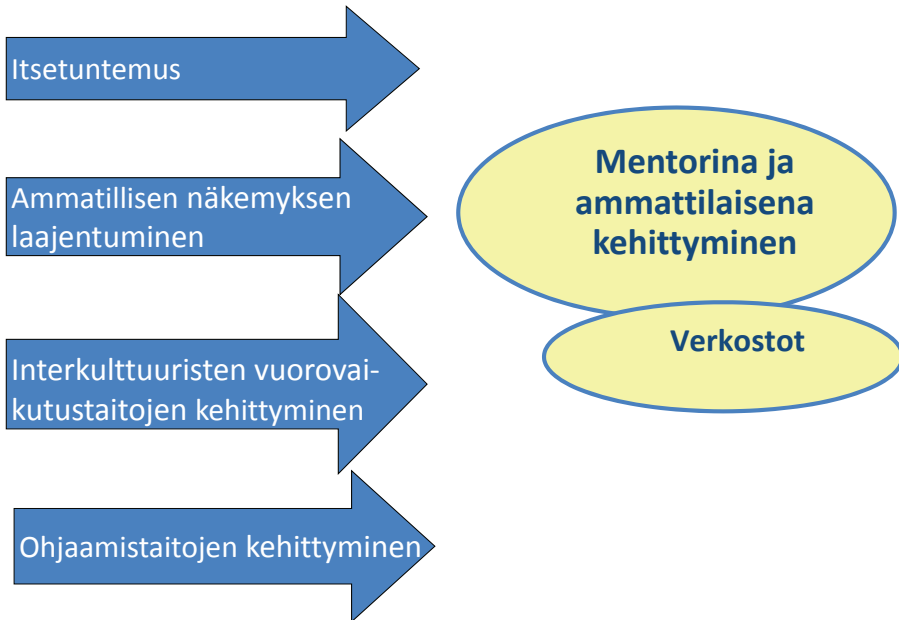 Itsetuntemus
Ammatillisen näkemyksen
laajentuminen
Interkulttuuristen vuorovai-
kutustaitojen kehittyminen
Ohjaamistaitojen kehittyminen
Mentorina ja
ammattilaisena
kehittyminen
Verkostot